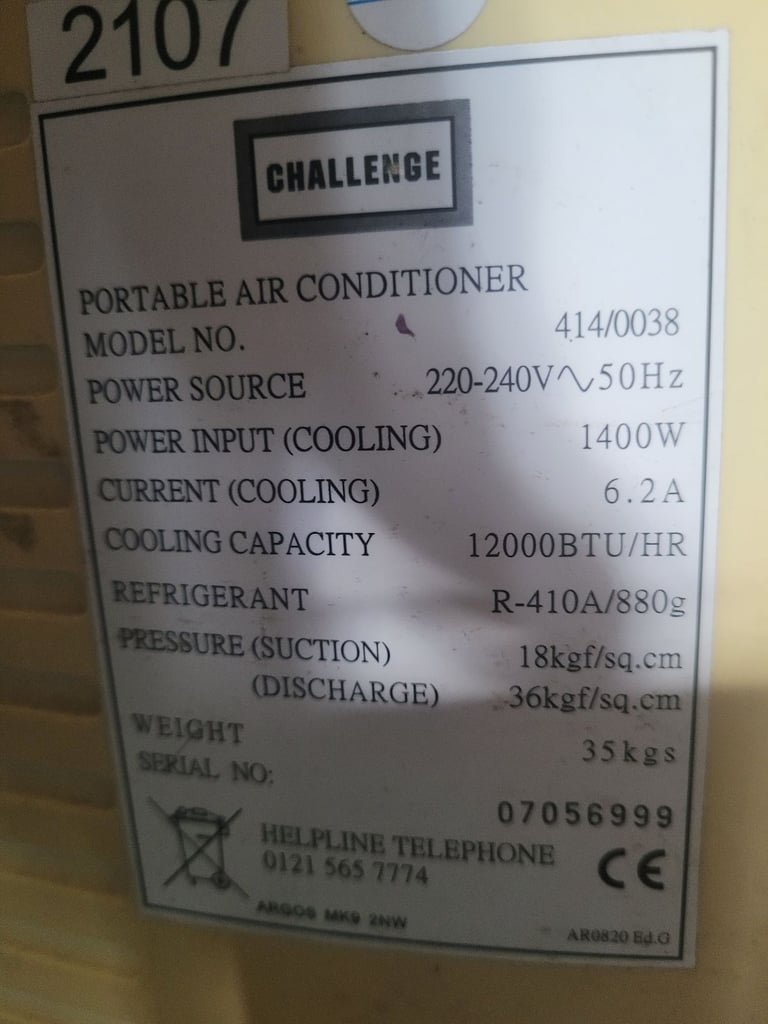 2107
CHALLENGE
PORTABLE AIR CONDITIONER
MODEL NO. 414/0038
POWER SOURCE 220-240V∿50Hz
POWER INPUT (COOLING) 1400W
CURRENT (COOLING) 6.2A
COOLING CAPACITY 12000BTU/HR
REFRIGERANT R-410A/880g
PRESSURE (SUCTION) 18kgf/sq.cm
(DISCHARGE) 36kgf/sq.cm
WEIGHT 35kgs
SERIAL NO:
07056999
HELPLINE TELEPHONE
0121 565 7774
CE
ARGOS MK9 2NW
AR0820 Ed.G